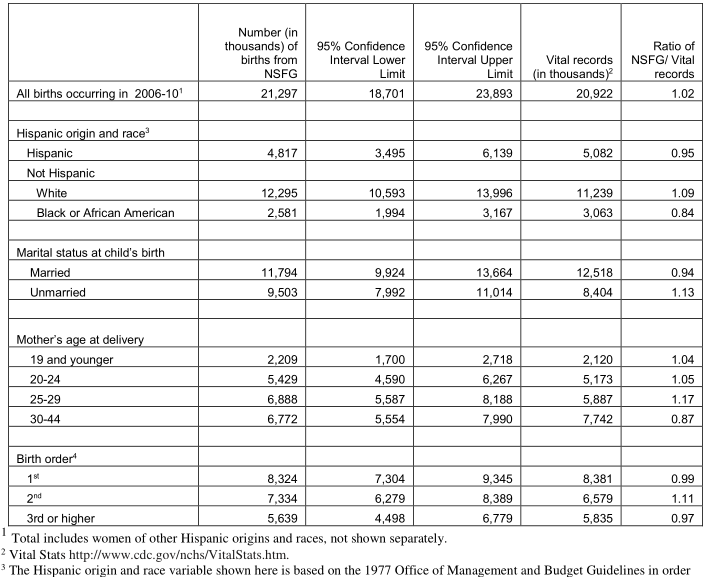 Number (in thousands) of births from NSFG 95% Confidence Interval Lower Limit 95% Confidence Interval Upper Limit Vital records (in thousands)2 Ratio of NSFG/ Vital records
All births occurring in 2006-101 21,297 18,701 23,893 20,922 1.02
Hispanic origin and race3
Hispanic 4,817 3,495 6,139 5,082 0.95
Not Hispanic
White 12,295 10,593 13,996 11,239 1.09
Black or African American 2,581 1,994 3,167 3,063 0.84
Marital status at child's birth
Married 11,794 9,924 13,664 12,518 0.94
Unmarried 9,503 7,992 11,014 8,404 1.13
Mother's age at delivery
19 and younger 2,209 1,700 2,718 2,120 1.04
20-24 5,429 4,590 6,267 5,173 1.05
25-29 6,888 5,587 8,188 5,887 1.17
30-44 6,772 5,554 7,990 7,742 0.87
Birth order4
1st 8,324 7,304 9,345 8,381 0.99
2nd 7,334 6,279 8,389 6,579 1.11
3rd or higher 5,639 4,498 6,779 5,835 0.97
1 Total includes women of other Hispanic origins and races, not shown separately.
2 Vital Stats http://www.cdc.gov/nchs/VitalStats.htm.
3 The Hispanic origin and race variable shown here is based on the 1977 Office of Management and Budget Guidelines in order